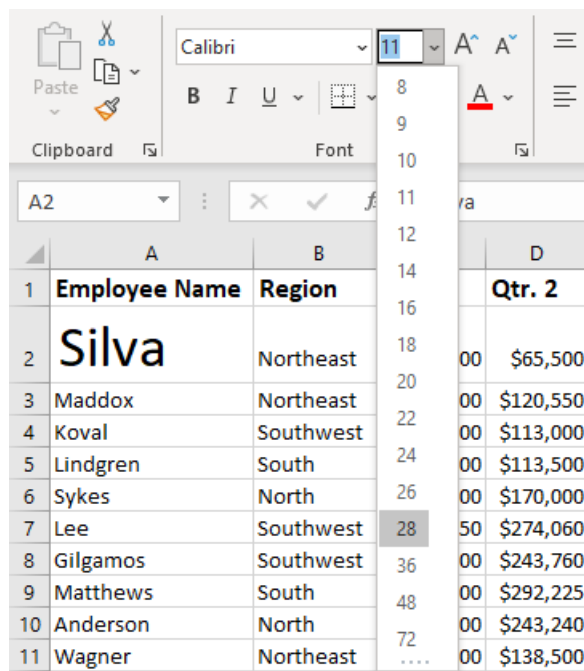 Calibri 11
Paste
B I U A
Clipboard Font
A2
A B D
1 Employee Name Region Qtr. 2
2 Silva Northeast 00 $65,500
3 Maddox Northeast 00 $120,550
4 Koval Southwest 00 $113,000
5 Lindgren South 00 $113,500
6 Sykes North 00 $170,000
7 Lee Southwest 50 $274,060
8 Gilgamos Southwest 00 $243,760
9 Matthews South 00 $292,225
10 Anderson North 00 $243,240
11 Wagner Northeast 00 $138,500
8
9
10
11
12
14
16
18
20
22
24
26
28
36
48
72